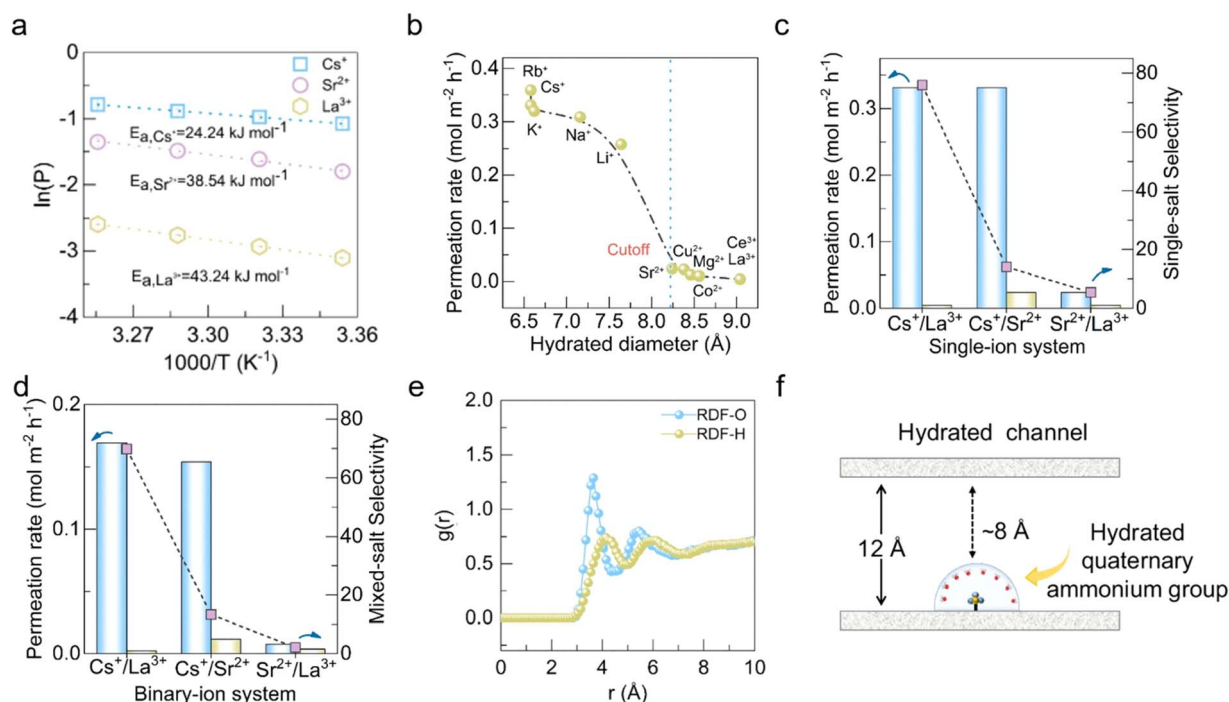 a
0
-1
-2
-3
-4
ln(P)
Cs⁺
Sr²⁺
La³⁺
Eₐ,Cs⁺=24.24 kJ mol⁻¹
Eₐ,Sr²⁺=38.54 kJ mol⁻¹
Eₐ,La³⁺=43.24 kJ mol⁻¹
3.27 3.30 3.33 3.36
1000/T (K⁻¹)
b
0.4
0.3
0.2
0.1
0.0
Permeation rate (mol m⁻² h⁻¹)
Rb⁺
Cs⁺
K⁺
Na⁺
Li⁺
Cutoff
Sr²⁺
Cu²⁺
Mg²⁺
Co²⁺
Ce³⁺
La³⁺
6.5 7.0 7.5 8.0 8.5 9.0
Hydrated diameter (Å)
c
0.3
0.2
0.1
0.0
Permeation rate (mol m⁻² h⁻¹)
80
60
40
20
0
Single-salt Selectivity
Cs⁺/La³⁺ Cs⁺/Sr²⁺ Sr²⁺/La³⁺
Single-ion system
d
0.2
0.1
0.0
Permeation rate (mol m⁻² h⁻¹)
80
60
45
30
15
0
Mixed-salt Selectivity
Cs⁺/La³⁺ Cs⁺/Sr²⁺ Sr²⁺/La³⁺
Binary-ion system
e
2.0
1.5
1.0
0.5
0.0
g(r)
RDF-O
RDF-H
0 2 4 6 8 10
r (Å)
f
Hydrated channel
12 Å
~8 Å
Hydrated
quaternary
ammonium group